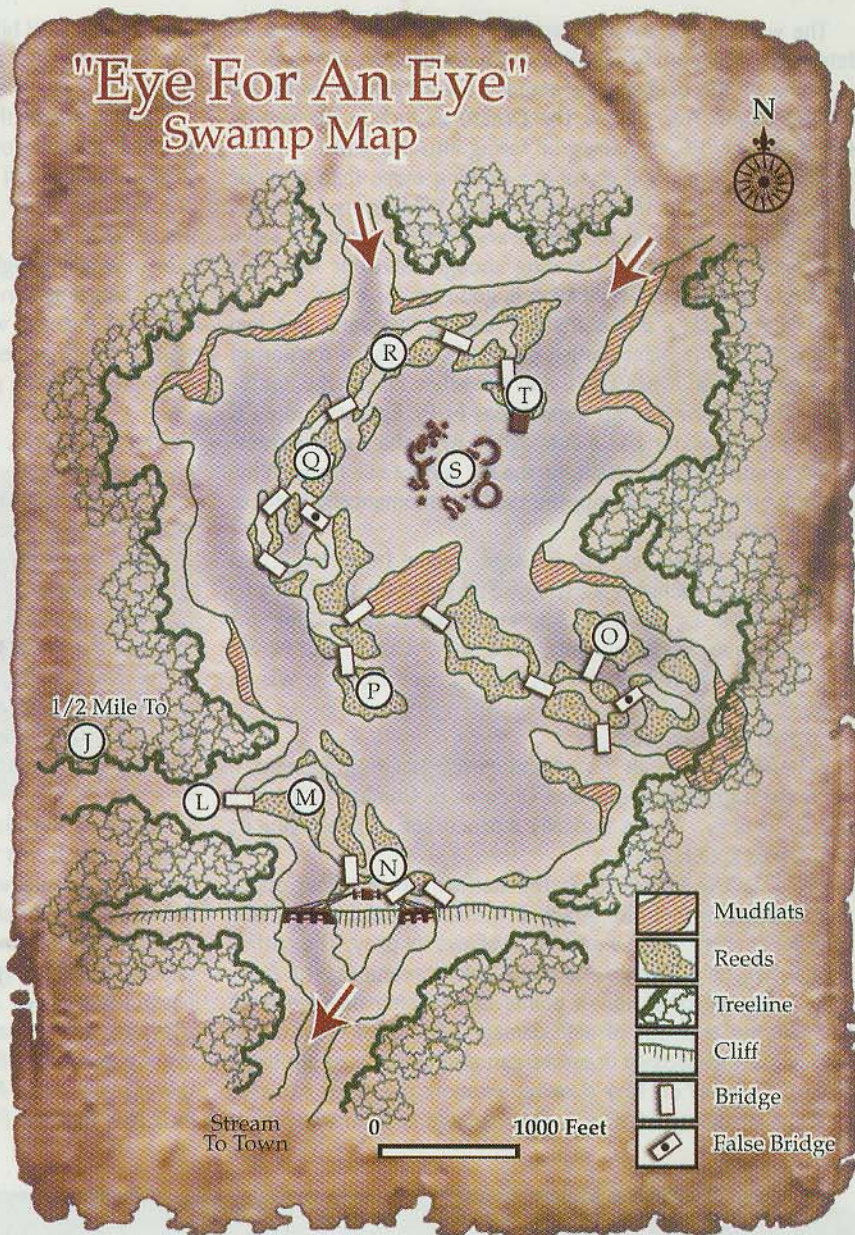 "Eye For An Eye"
Swamp Map
N
R
T
Q
S
O
P
1/2 Mile To
J
L
M
N
Mudflats
Reeds
Treeline
Cliff
Bridge
False Bridge
Stream
To Town
0 1000 Feet